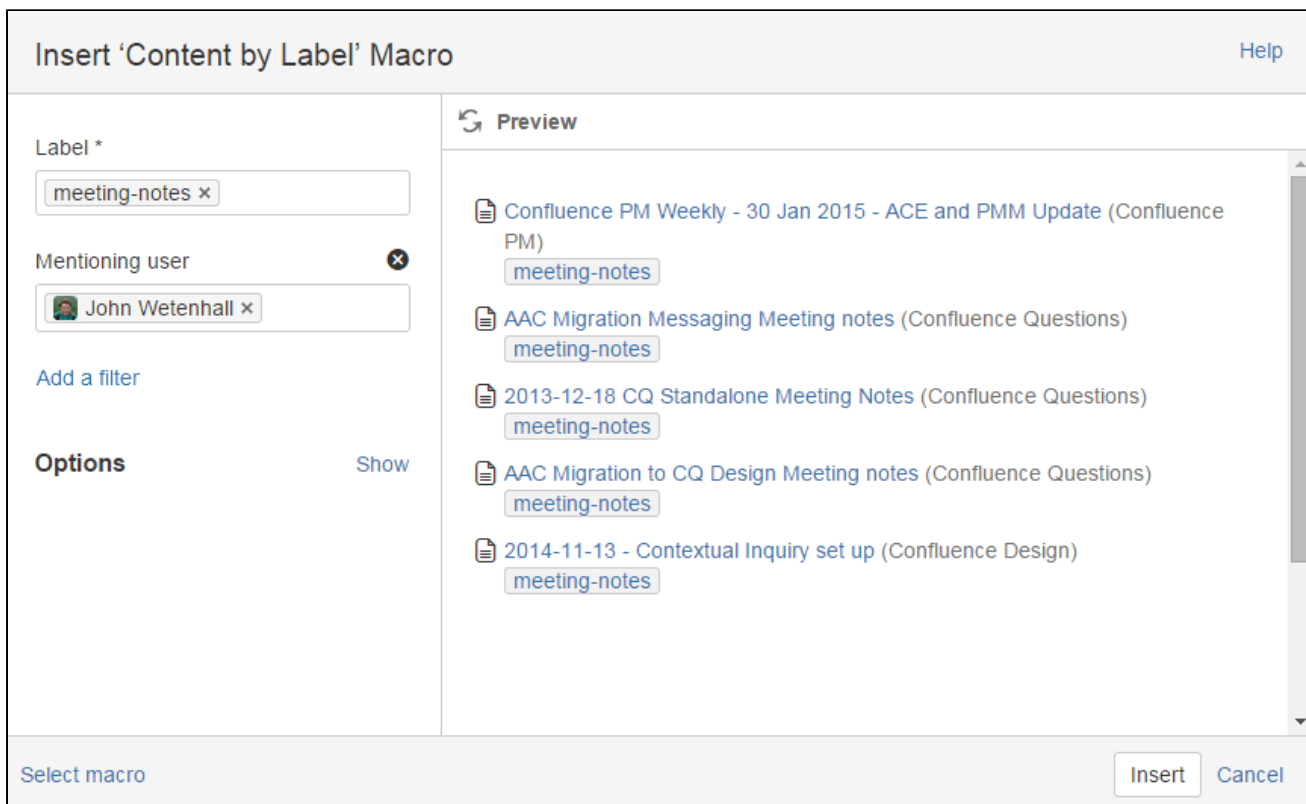 Insert ‘Content by Label’ Macro
Help
Label *
meeting-notes ×
Mentioning user
John Wetenhall ×
Add a filter
Options
Show
Preview
Confluence PM Weekly - 30 Jan 2015 - ACE and PMM Update (Confluence
PM)
meeting-notes
AAC Migration Messaging Meeting notes (Confluence Questions)
meeting-notes
2013-12-18 CQ Standalone Meeting Notes (Confluence Questions)
meeting-notes
AAC Migration to CQ Design Meeting notes (Confluence Questions)
meeting-notes
2014-11-13 - Contextual Inquiry set up (Confluence Design)
meeting-notes
Select macro
Insert
Cancel